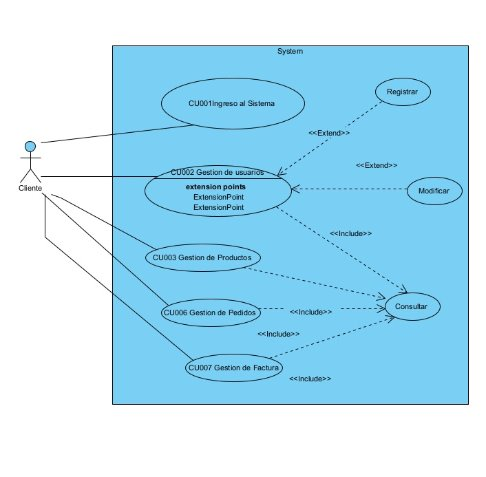 System
CU001Ingreso al Sistema
Registrar
<<Extend>>
Cliente
CU002 Gestion de usuarios
extension points
ExtensionPoint
ExtensionPoint
<<Extend>>
Modificar
<<Include>>
CU003 Gestion de Productos
Consultar
CU006 Gestion de Pedidos
<<Include>>
<<Include>>
CU007 Gestion de Factura
<<Include>>